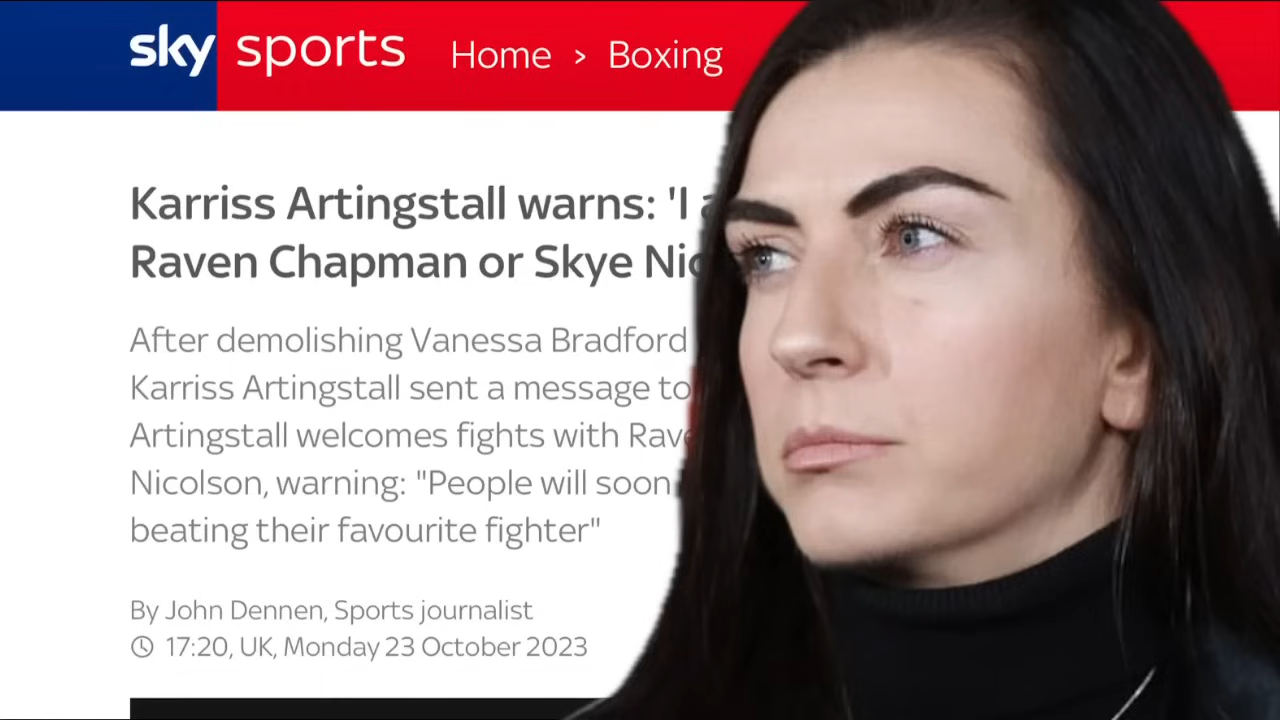 sky sports Home > Boxing
Karriss Artingstall warns: 'I
Raven Chapman or Skye
After demolishing Vanessa Bradford
Karriss Artingstall sent a message to
Artingstall welcomes fights with
Nicolson, warning: "People will soon
beating their favourite fighter"
By John Dennen, Sports journalist
17:20, UK, Monday 23 October 2023